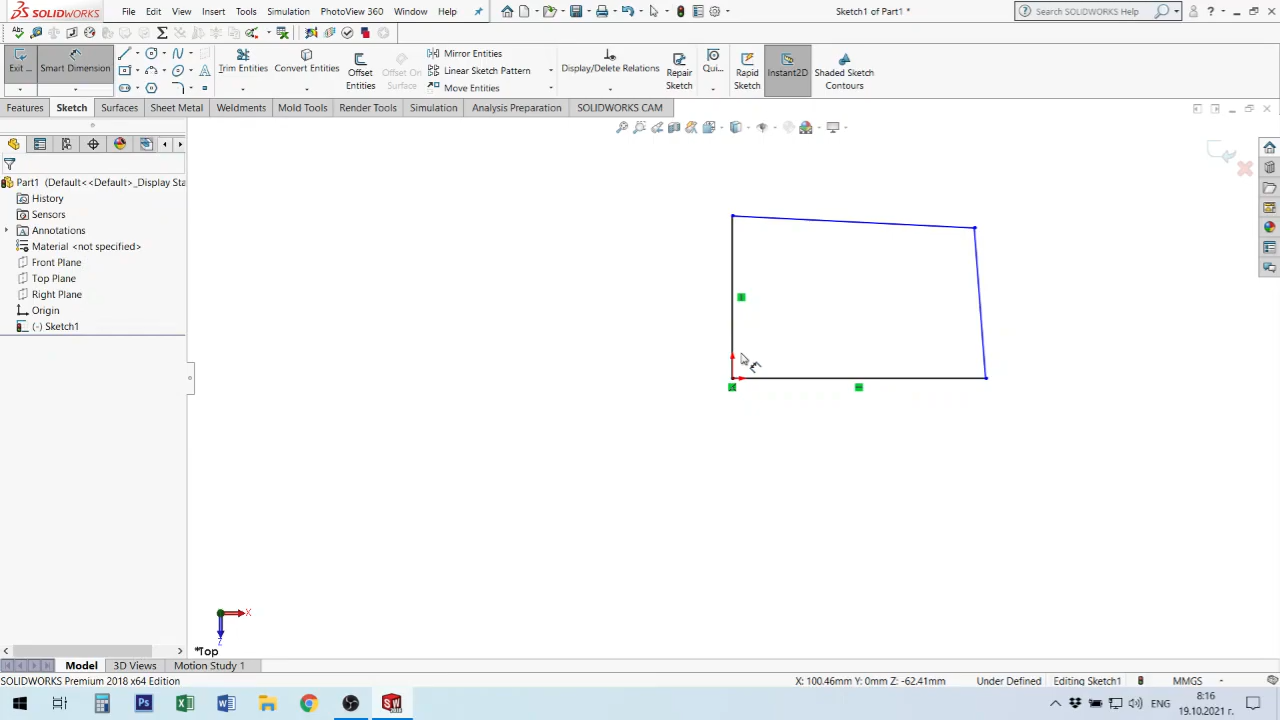 SOLIDWORKS File Edit View Insert Tools Simulation PhotoView 360 Window Help Sketch1 of Part1 * Search SOLIDWORKS Help
Exit ... Smart Dimension Trim Entities Convert Entities Offset Entities Offset On Surface Mirror Entities Linear Sketch Pattern Move Entities Display/Delete Relations Repair Sketch Qui... Rapid Sketch Instant2D Shaded Sketch Contours
Features Sketch Surfaces Sheet Metal Weldments Mold Tools Render Tools Simulation Analysis Preparation SOLIDWORKS CAM
Part1 (Default<<Default>_Display Sta
History
Sensors
Annotations
Material <not specified>
Front Plane
Top Plane
Right Plane
Origin
(-) Sketch1
X
Z
*Top
Model 3D Views Motion Study 1
SOLIDWORKS Premium 2018 x64 Edition X: 100.46mm Y: 0mm Z: -62.41mm Under Defined Editing Sketch1 MMGS
ENG 8:16
19.10.2021 г.